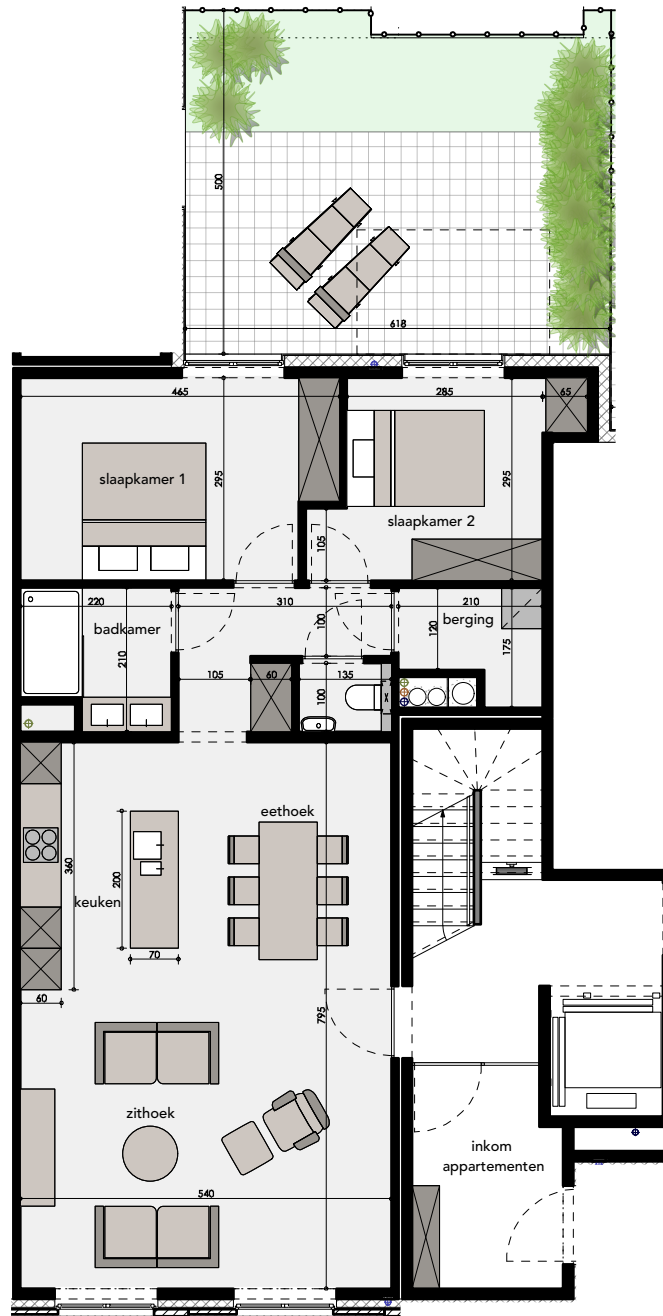 500
618
465
285
65
slaapkamer 1
295
295
slaapkamer 2
105
220
310
210
badkamer
100
berging
120
210
175
105
60
135
100
eethoek
360
200
keuken
70
60
795
zithoek
inkom
appartementen
540